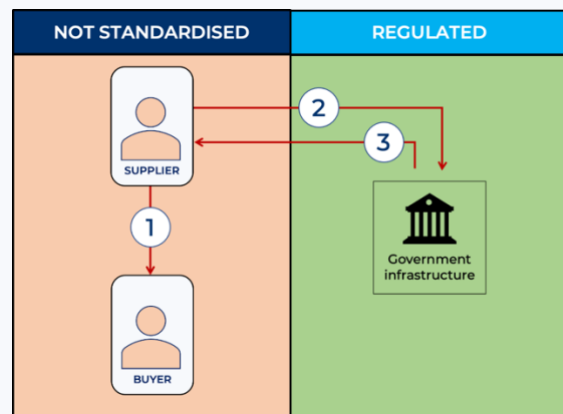 NOT STANDARDISED
REGULATED
2
3
SUPPLIER
1
Government
infrastructure
BUYER